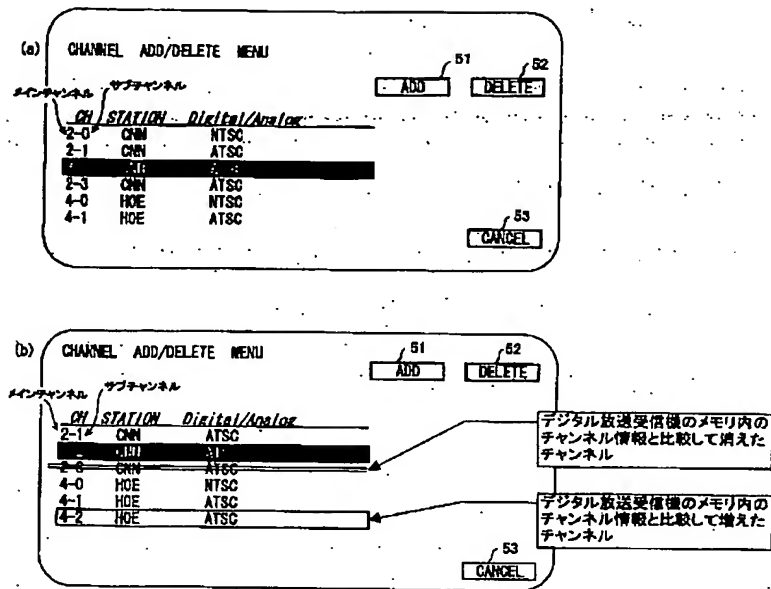 (a) CHANNEL ADD/DELETE MENU
51
52
ADD
DELETE
メインチャンネル
サブチャンネル
CH STATION Digital/Analog
2-0 CNN NTSC
2-1 CNN ATSC
2-3 CNN ATSC
4-0 HOE NTSC
4-1 HOE ATSC
53
CANCEL
(b) CHANNEL ADD/DELETE MENU
51
52
ADD
DELETE
メインチャンネル
サブチャンネル
CH STATION Digital/Analog
2-1 CNN ATSC
2-3 CNN ATSC
4-0 HOE NTSC
4-1 HOE ATSC
4-2 HOE ATSC
デジタル放送受信機のメモリ内の
チャンネル情報と比較して消えた
チャンネル
デジタル放送受信機のメモリ内の
チャンネル情報と比較して増えた
チャンネル
53
CANCEL